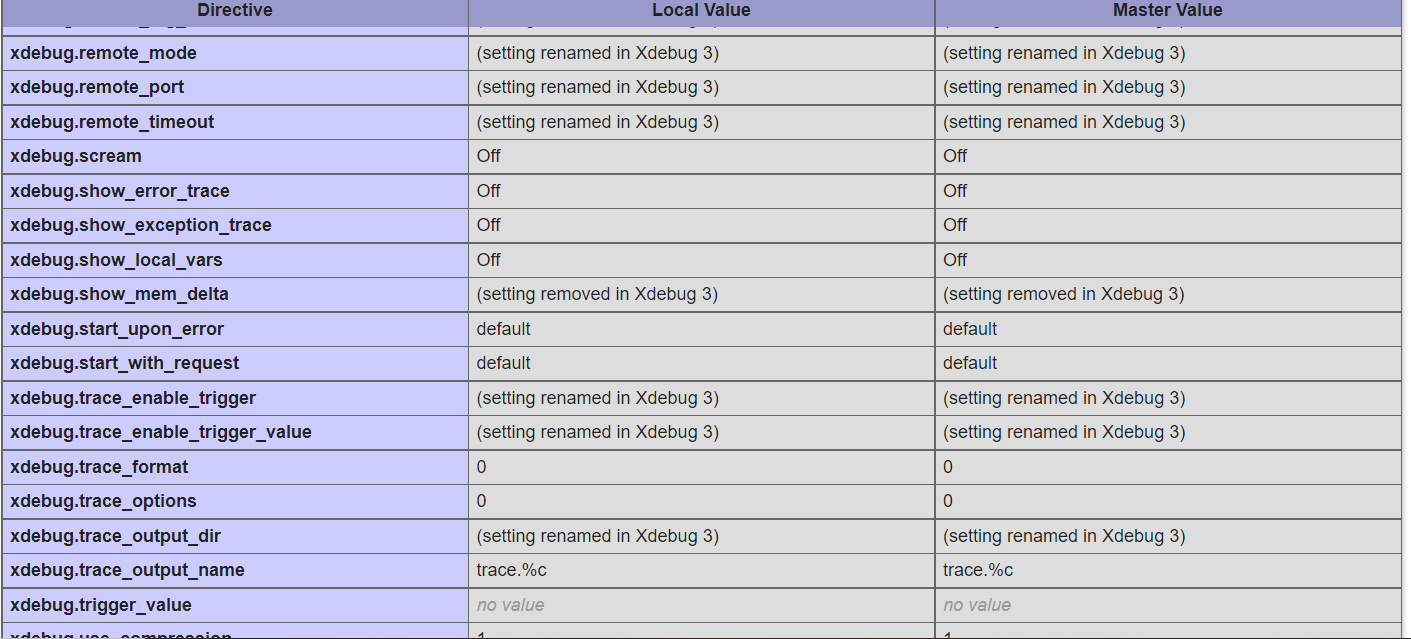 Directive Local Value Master Value
xdebug.remote_mode (setting renamed in Xdebug 3) (setting renamed in Xdebug 3)
xdebug.remote_port (setting renamed in Xdebug 3) (setting renamed in Xdebug 3)
xdebug.remote_timeout (setting renamed in Xdebug 3) (setting renamed in Xdebug 3)
xdebug.scream Off Off
xdebug.show_error_trace Off Off
xdebug.show_exception_trace Off Off
xdebug.show_local_vars Off Off
xdebug.show_mem_delta (setting removed in Xdebug 3) (setting removed in Xdebug 3)
xdebug.start_upon_error default default
xdebug.start_with_request default default
xdebug.trace_enable_trigger (setting renamed in Xdebug 3) (setting renamed in Xdebug 3)
xdebug.trace_enable_trigger_value (setting renamed in Xdebug 3) (setting renamed in Xdebug 3)
xdebug.trace_format 0 0
xdebug.trace_options 0 0
xdebug.trace_output_dir (setting renamed in Xdebug 3) (setting renamed in Xdebug 3)
xdebug.trace_output_name trace.%c trace.%c
xdebug.trigger_value no value no value
xdebug.use_compression 1 1